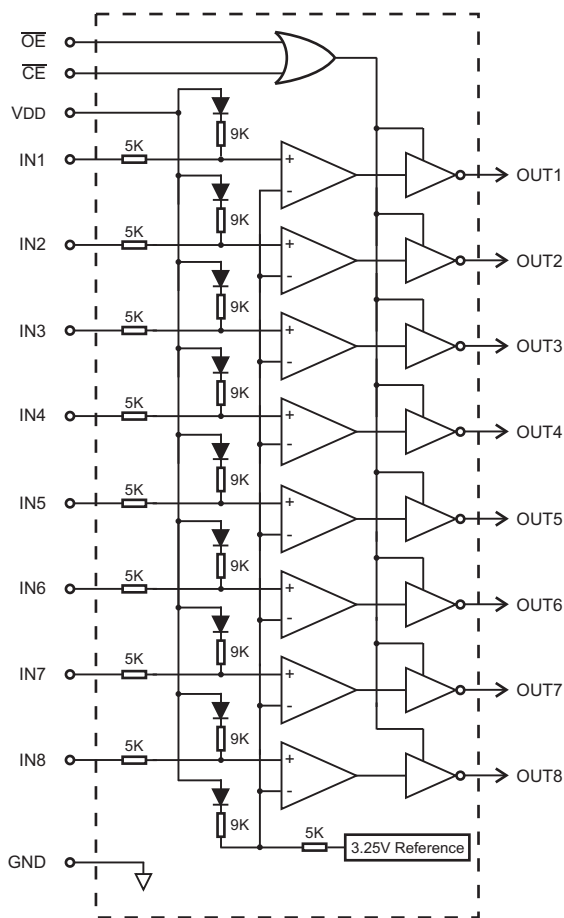 OE
CE
VDD
9K
IN1 5K + - OUT1
9K
IN2 5K + - OUT2
9K
IN3 5K + - OUT3
9K
IN4 5K + - OUT4
9K
IN5 5K + - OUT5
9K
IN6 5K + - OUT6
9K
IN7 5K + - OUT7
9K
IN8 5K + - OUT8
9K
5K 3.25V Reference
GND